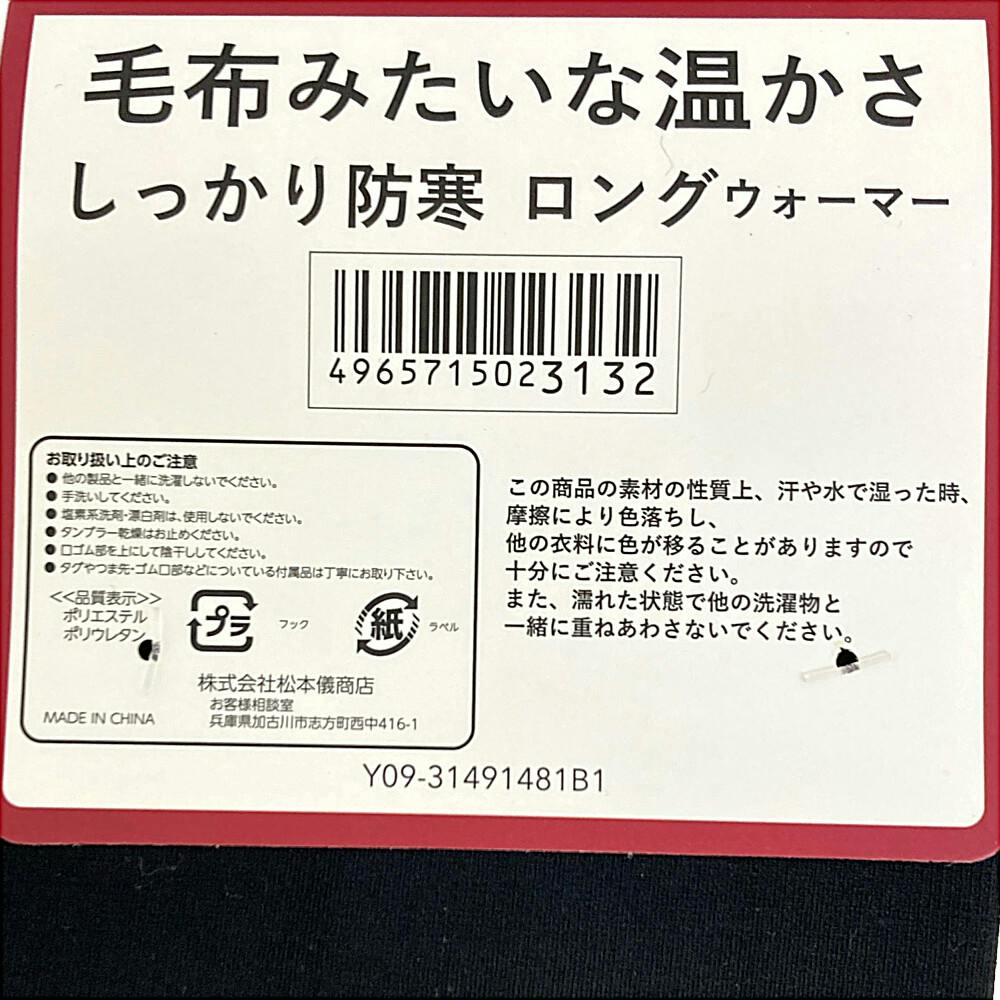 毛布みたいな温かさ
しっかり防寒 ロングウォーマー
4965715023132
お取り扱い上のご注意
●他の製品と一緒に洗濯しないでください。
●手洗いしてください。
●塩素系洗剤・漂白剤は、使用しないでください。
●タンブラー乾燥はお止めください。
●口ゴム部を上にして陰干ししてください。
●タグやつま先・ゴム口部などについている付属品は丁寧にお取り下さい。
<<品質表示>>
ポリエステル
ポリウレタン
プラ フック
紙 ラベル
株式会社松本儀商店
お客様相談室
兵庫県加古川市志方町西中416-1
MADE IN CHINA
この商品の素材の性質上、汗や水で湿った時、
摩擦により色落ちし、
他の衣料に色が移ることがありますので
十分にご注意ください。
また、濡れた状態で他の洗濯物と
一緒に重ねあわさないでください。
Y09-31491481B1